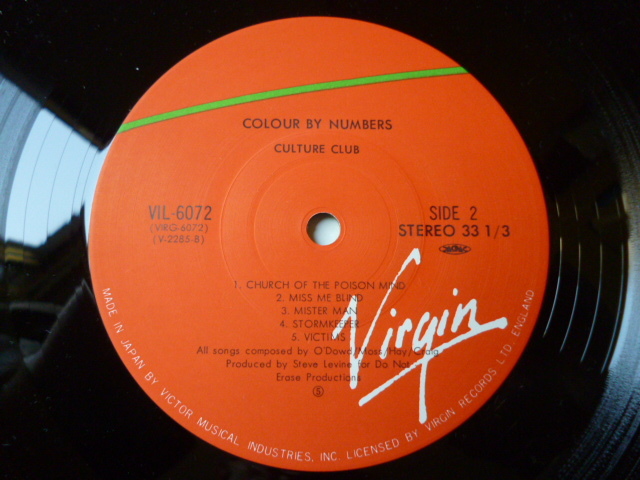 COLOUR BY NUMBERS
CULTURE CLUB
VIL-6072
(VIRG-6072)
(V-2285-B)
SIDE 2
STEREO 33 1/3
1. CHURCH OF THE POISON MIND
2. MISS ME BLIND
3. MISTER MAN
4. STORMKEEPER
5. VICTIMS
All songs composed by O'Dowd/Moss/Hay/Craig
Produced by Steve Levine for Do Not
Erase Productions
S
Virgin
MADE IN JAPAN BY VICTOR MUSICAL INDUSTRIES, INC. LICENSED BY VIRGIN RECORDS LTD. ENGLAND